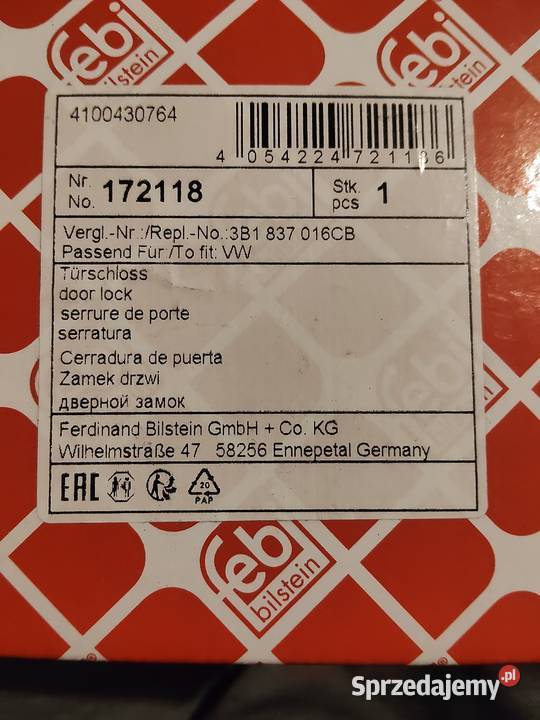 febi
bilstein
febi
bilstein
4100430764
4 054224 721186
Nr.
No. 172118
Stk.
pcs 1
Vergl.-Nr.:/Repl.-No.:3B1 837 016CB
Passend Für:/To fit: VW
Türschloss
door lock
serrure de porte
serratura
Cerradura de puerta
Zamek drzwi
дверной замок
Ferdinand Bilstein GmbH + Co. KG
Wilhelmstraße 47 58256 Ennepetal Germany
EAC
20
PAP
febi
bilstein
Sprzedajemy.pl